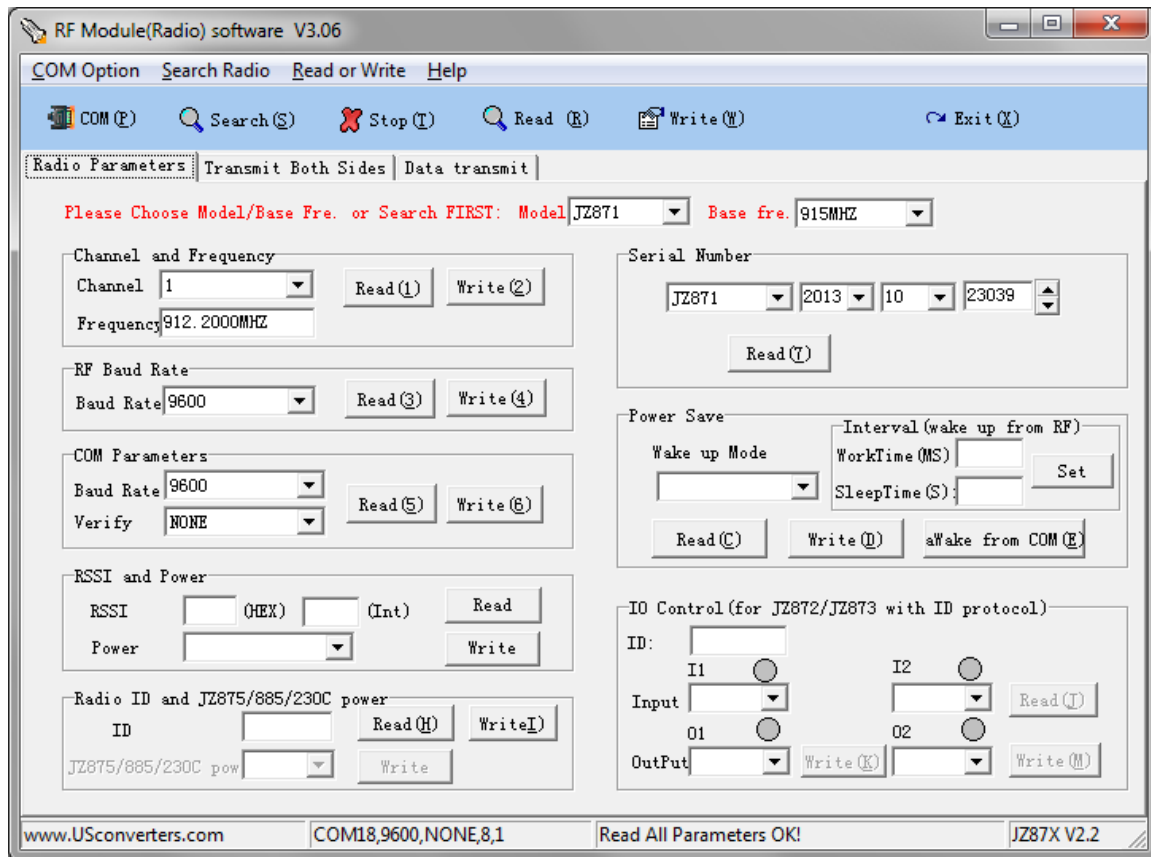 RF Module(Radio) software V3.06
COM Option Search Radio Read or Write Help
COM(P) Search(S) Stop(T) Read (R) Write(W) Exit(X)
Radio Parameters Transmit Both Sides Data transmit
Please Choose Model/Base Fre. or Search FIRST: Model JZ871 Base fre. 915MHZ
Channel and Frequency
Channel 1 Read(1) Write(2)
Frequency 912.2000MHZ
RF Baud Rate
Baud Rate 9600 Read(3) Write(4)
COM Parameters
Baud Rate 9600
Verify NONE
Read(5) Write(6)
RSSI and Power
RSSI (HEX) (Int) Read
Power Write
Radio ID and JZ875/885/230C power
ID Read(H) WriteI)
JZ875/885/230C pow Write
Serial Number
JZ871 2013 10 23039
Read(7)
Power Save
Wake up Mode
Interval(wake up from RF)
WorkTime(MS)
SleepTime(S):
Set
Read(C) Write(D) aWake from COM(E)
IO Control(for JZ872/JZ873 with ID protocol)
ID:
I1 I2
Input Read(J)
O1 O2
OutPut Write(K) Write(M)
www.USconverters.com COM18,9600,NONE,8,1 Read All Parameters OK! JZ87X V2.2